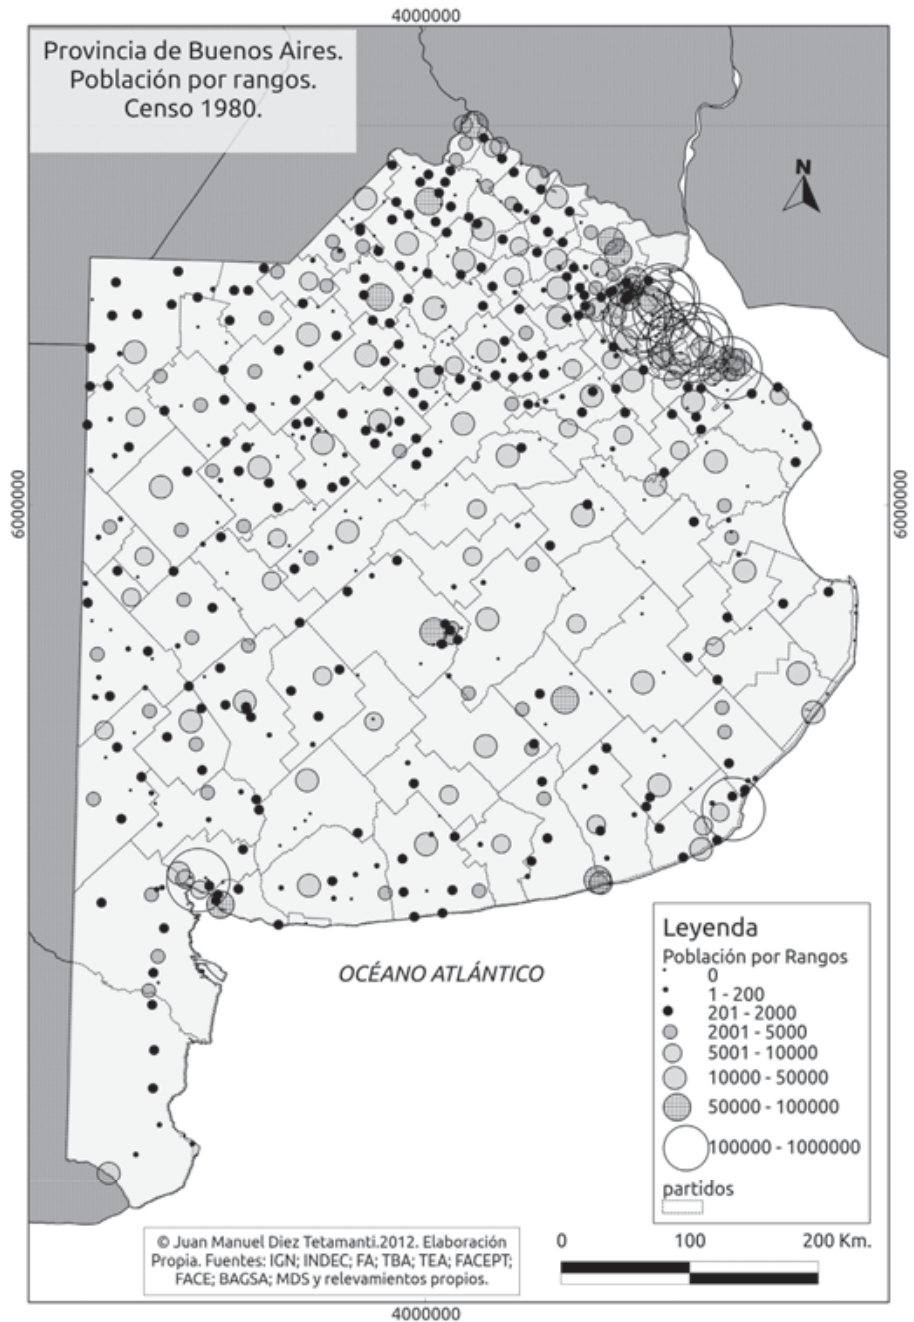 4000000
Provincia de Buenos Aires.
Población por rangos.
Censo 1980.
N
6000000
6000000
OCÉANO ATLÁNTICO
Leyenda
Población por Rangos
0
1 - 200
201 - 2000
2001 - 5000
5001 - 10000
10000 - 50000
50000 - 100000
100000 - 1000000
partidos
© Juan Manuel Diez Tetamanti.2012. Elaboración
Propia. Fuentes: IGN; INDEC; FA; TBA; TEA; FACEPT;
FACE; BAGSA; MDS y relevamientos propios.
0 100 200 Km.
4000000